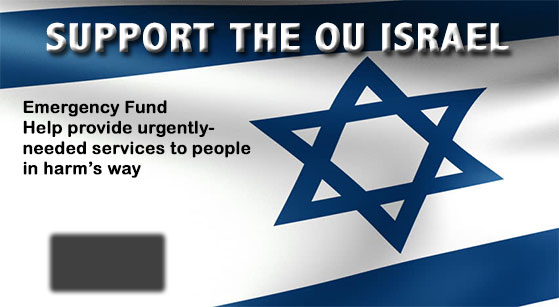 SUPPORT THE OU ISRAEL
Emergency Fund
Help provide urgently-
needed services to people
in harm's way